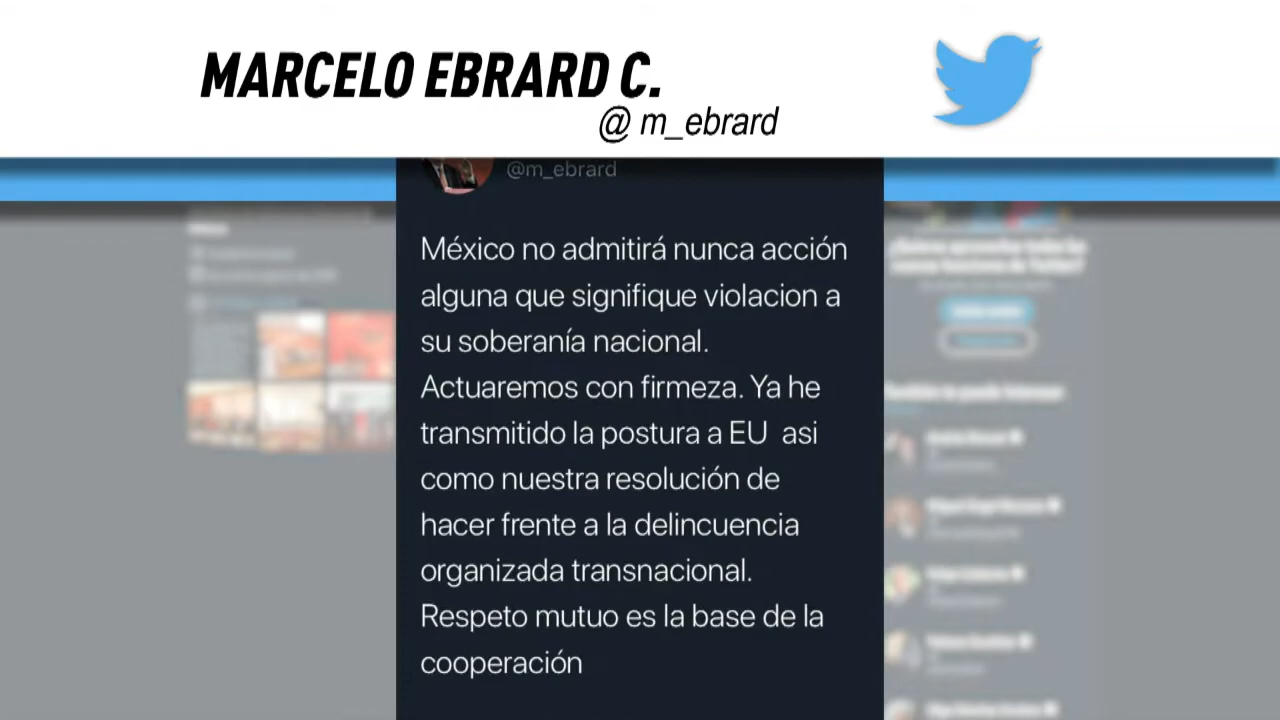 MARCELO EBRARD C.
@ m_ebrard
@m_ebrard
México no admitirá nunca acción
alguna que signifique violacion a
su soberanía nacional.
Actuaremos con firmeza. Ya he
transmitido la postura a EU  asi
como nuestra resolución de
hacer frente a la delincuencia
organizada transnacional.
Respeto mutuo es la base de la
cooperación